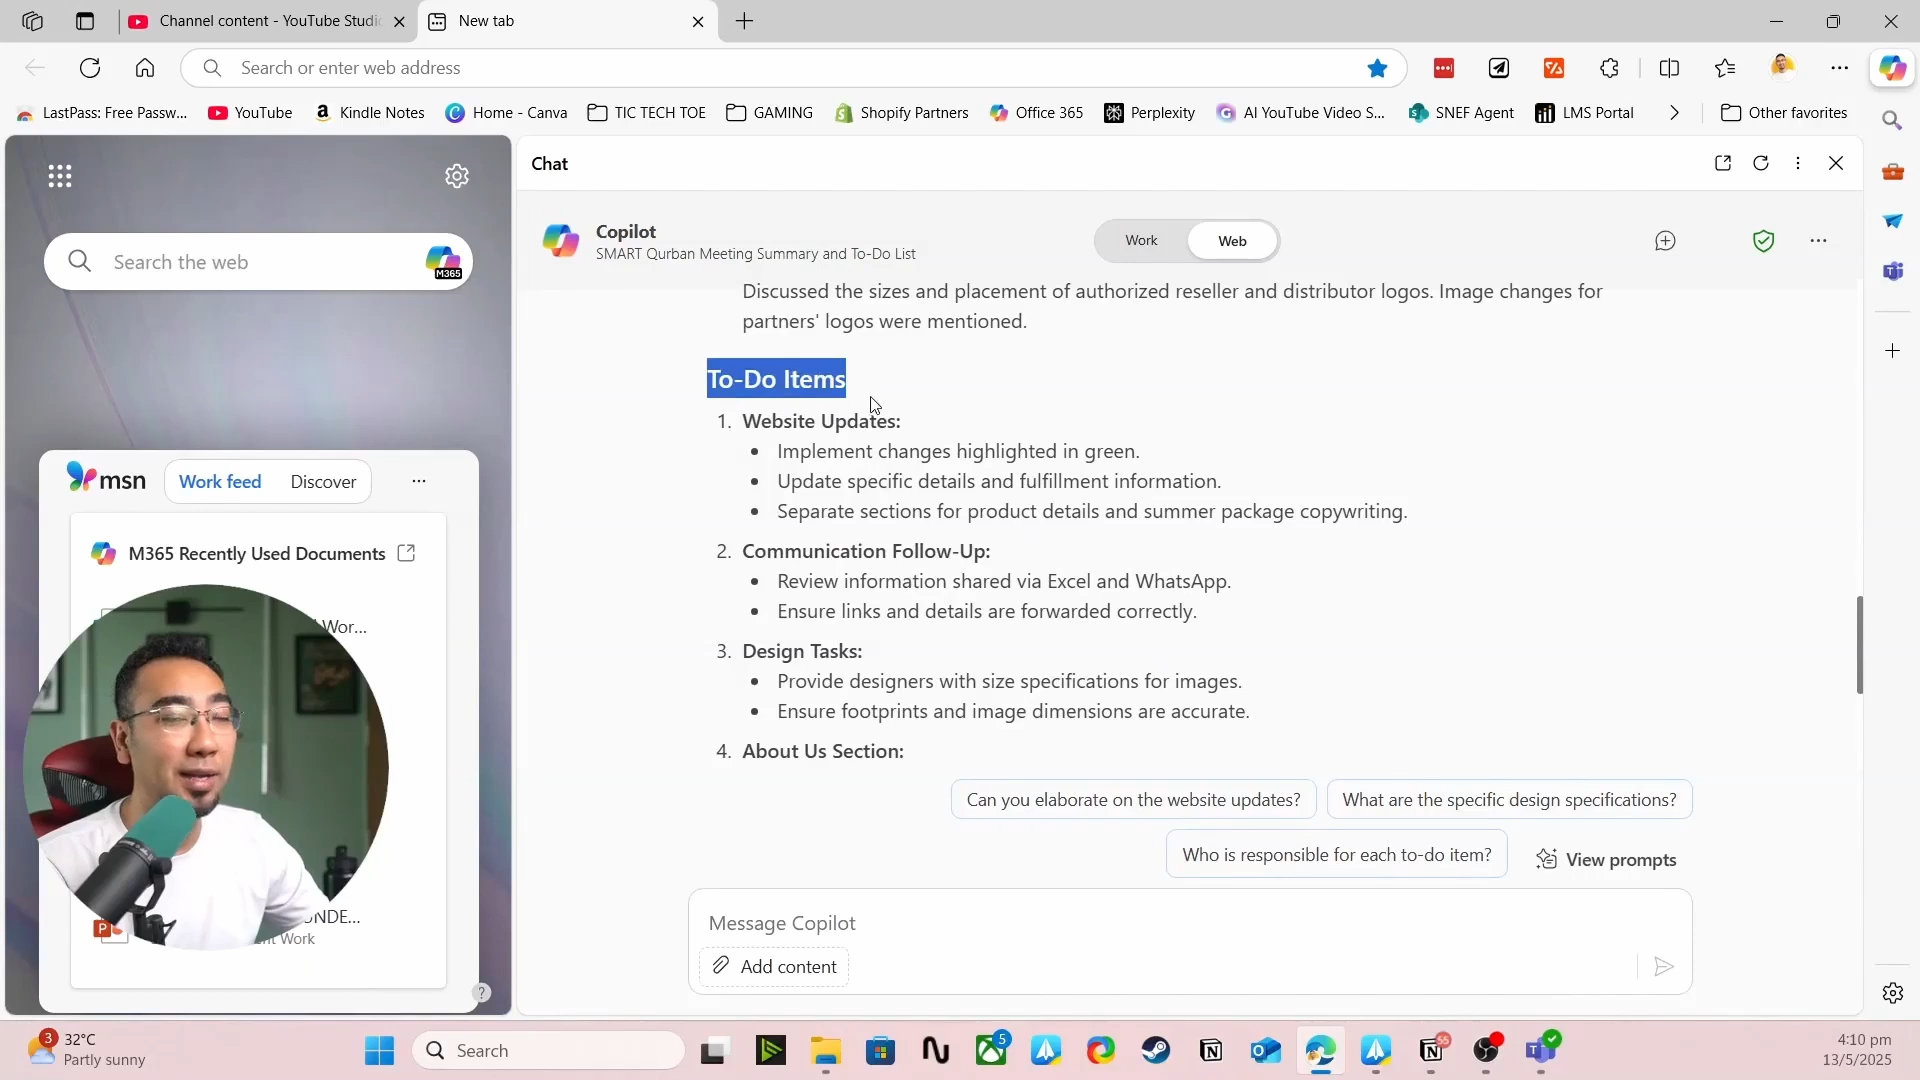 Channel content - YouTube Studi
New tab
Search or enter web address
LastPass: Free Passw...
YouTube
Kindle Notes
Home - Canva
TIC TECH TOE
GAMING
Shopify Partners
Office 365
Perplexity
AI YouTube Video S...
SNEF Agent
LMS Portal
Other favorites
Search the web
M365
msn
Work feed
Discover
M365 Recently Used Documents
Wor...
P
NDE...
nt Work
?
Chat
Copilot
SMART Qurban Meeting Summary and To-Do List
Work
Web
Discussed the sizes and placement of authorized reseller and distributor logos. Image changes for
partners' logos were mentioned.
To-Do Items
1. Website Updates:
• Implement changes highlighted in green.
• Update specific details and fulfillment information.
• Separate sections for product details and summer package copywriting.
2. Communication Follow-Up:
• Review information shared via Excel and WhatsApp.
• Ensure links and details are forwarded correctly.
3. Design Tasks:
• Provide designers with size specifications for images.
• Ensure footprints and image dimensions are accurate.
4. About Us Section:
Can you elaborate on the website updates?
What are the specific design specifications?
Who is responsible for each to-do item?
View prompts
Message Copilot
Add content
3
32°C
Partly sunny
Search
5
55
4:10 pm
13/5/2025